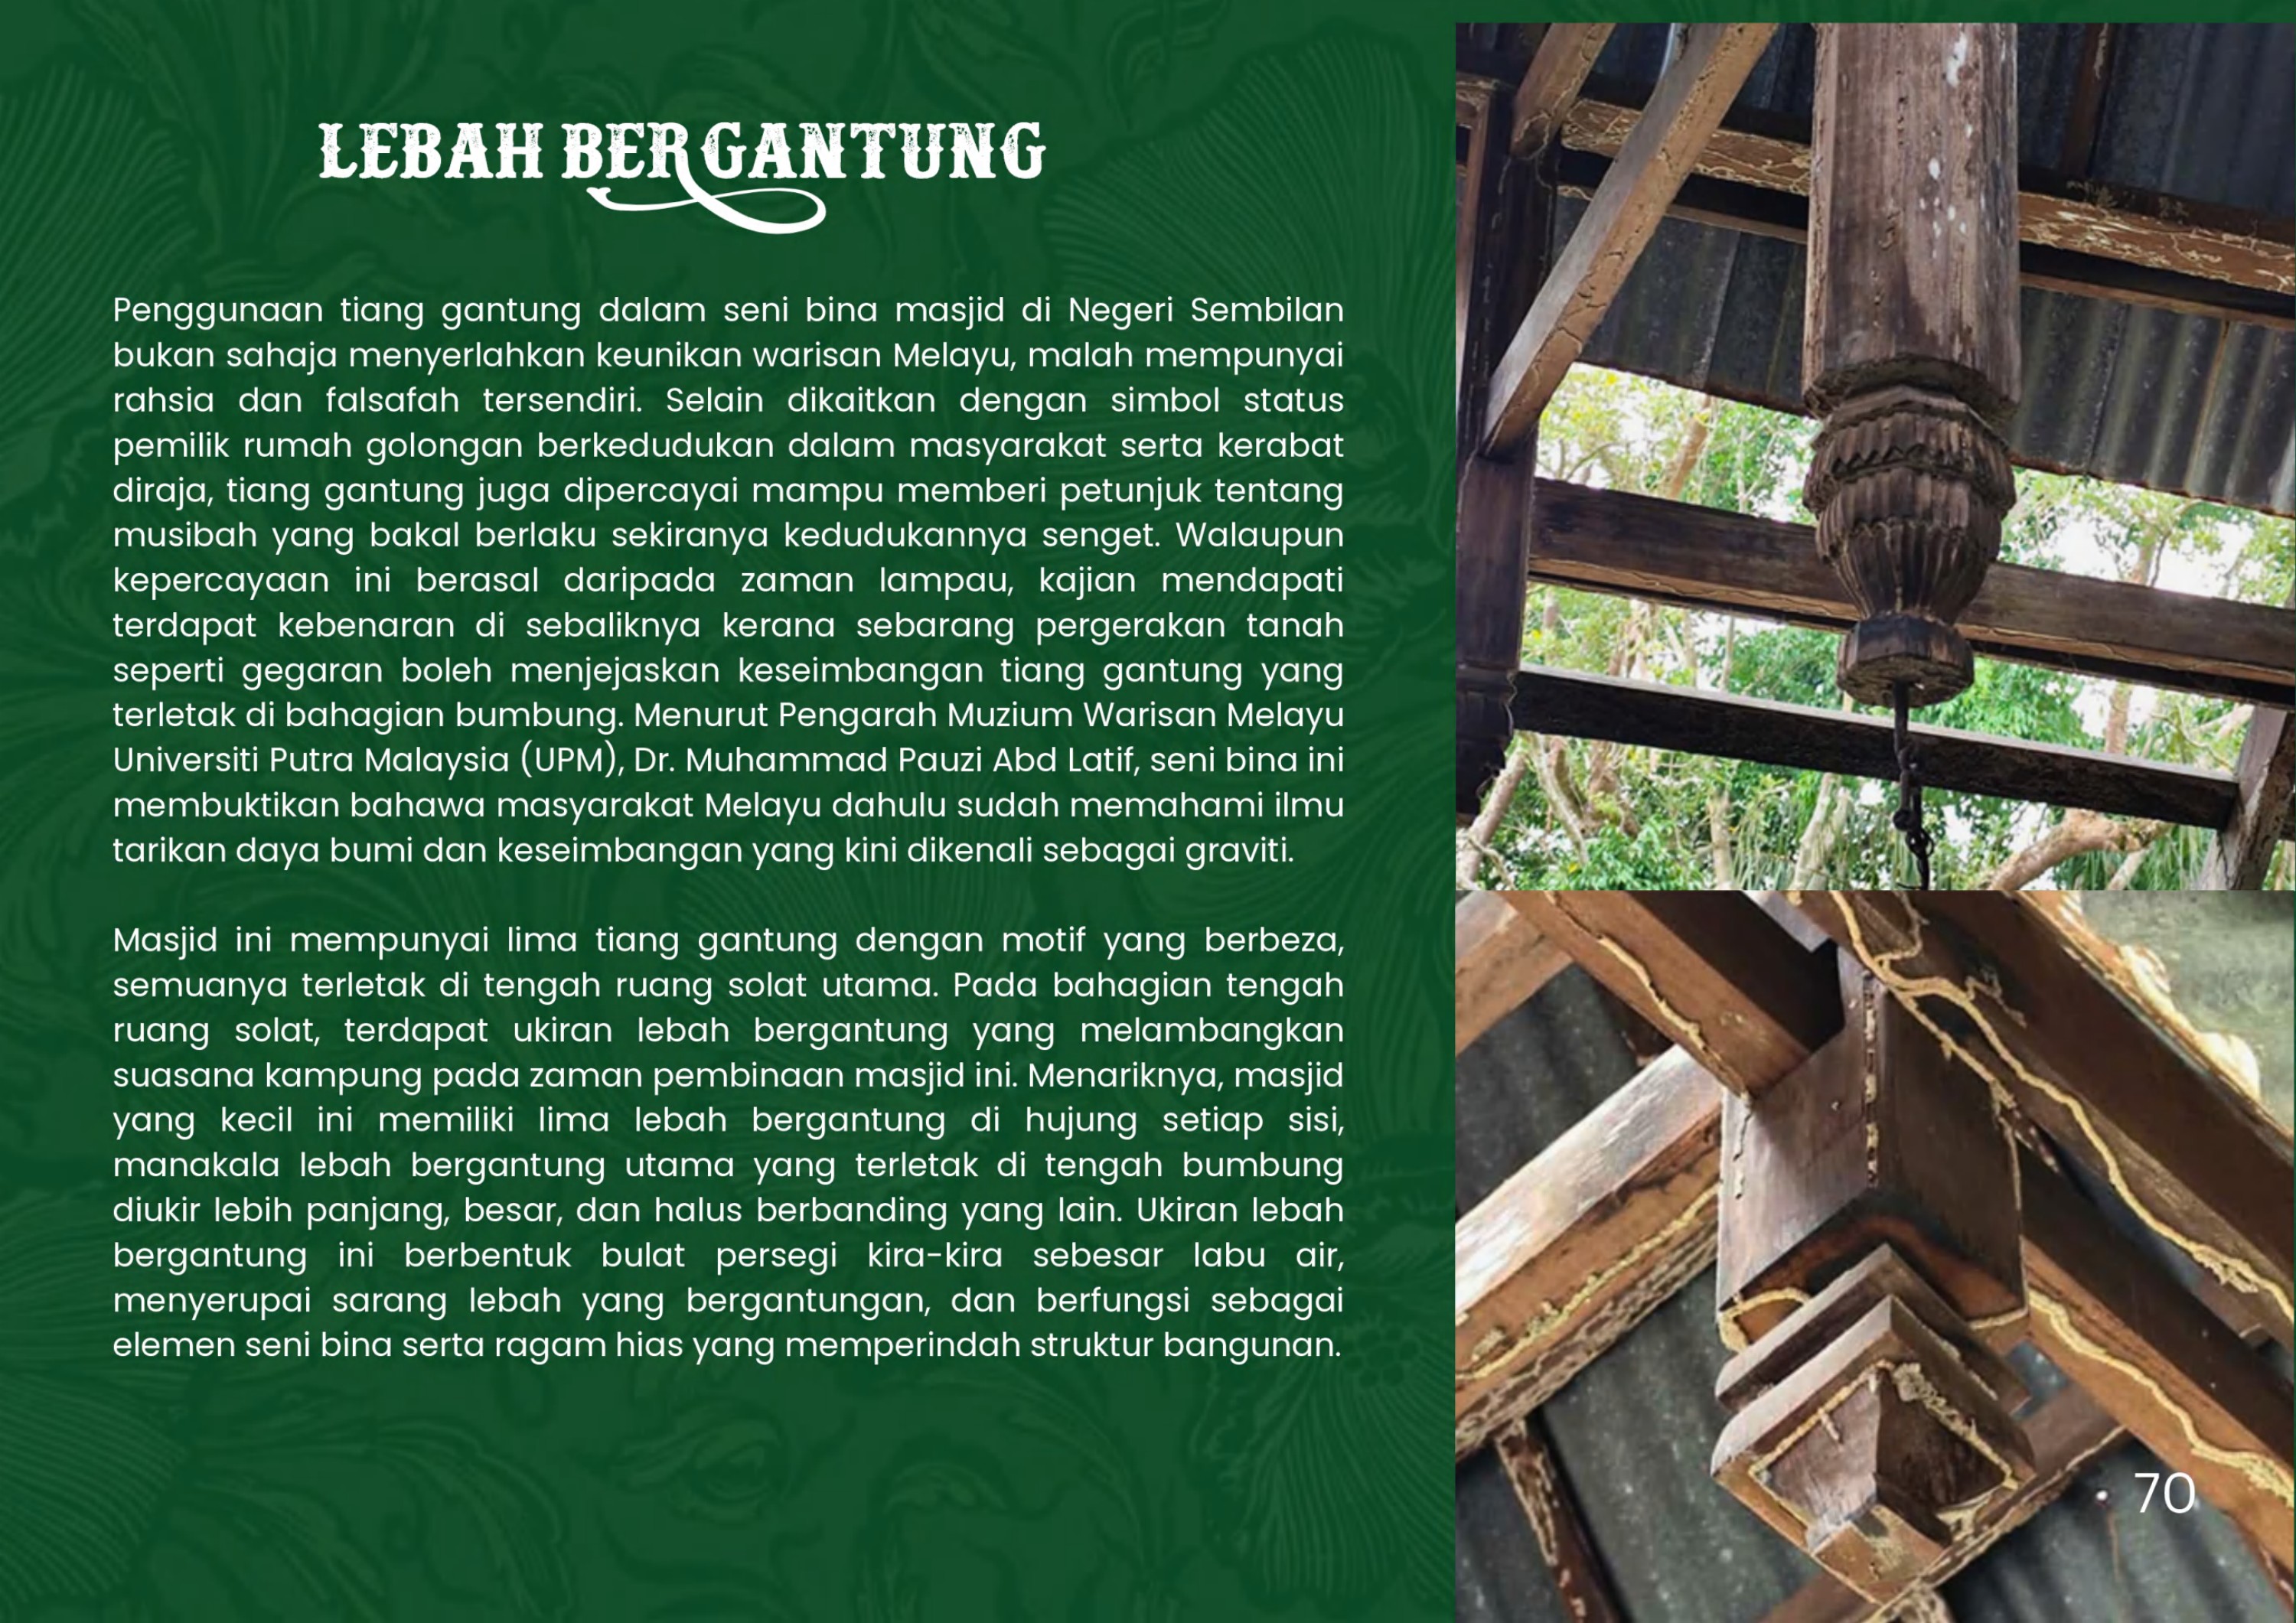 LEBAH BERGANTUNG
Penggunaan tiang gantung dalam seni bina masjid di Negeri Sembilan
bukan sahaja menyerlahkan keunikan warisan Melayu, malah mempunyai
rahsia dan falsafah tersendiri. Selain dikaitkan dengan simbol status
pemilik rumah golongan berkedudukan dalam masyarakat serta kerabat
diraja, tiang gantung juga dipercayai mampu memberi petunjuk tentang
musibah yang bakal berlaku sekiranya kedudukannya senget. Walaupun
kepercayaan ini berasal daripada zaman lampau, kajian mendapati
terdapat kebenaran di sebaliknya kerana sebarang pergerakan tanah
seperti gegaran boleh menjejaskan keseimbangan tiang gantung yang
terletak di bahagian bumbung. Menurut Pengarah Muzium Warisan Melayu
Universiti Putra Malaysia (UPM), Dr. Muhammad Pauzi Abd Latif, seni bina ini
membuktikan bahawa masyarakat Melayu dahulu sudah memahami ilmu
tarikan daya bumi dan keseimbangan yang kini dikenali sebagai graviti.
Masjid ini mempunyai lima tiang gantung dengan motif yang berbeza,
semuanya terletak di tengah ruang solat utama. Pada bahagian tengah
ruang solat, terdapat ukiran lebah bergantung yang melambangkan
suasana kampung pada zaman pembinaan masjid ini. Menariknya, masjid
yang kecil ini memiliki lima lebah bergantung di hujung setiap sisi,
manakala lebah bergantung utama yang terletak di tengah bumbung
diukir lebih panjang, besar, dan halus berbanding yang lain. Ukiran lebah
bergantung ini berbentuk bulat persegi kira-kira sebesar labu air,
menyerupai sarang lebah yang bergantungan, dan berfungsi sebagai
elemen seni bina serta ragam hias yang memperindah struktur bangunan.
70